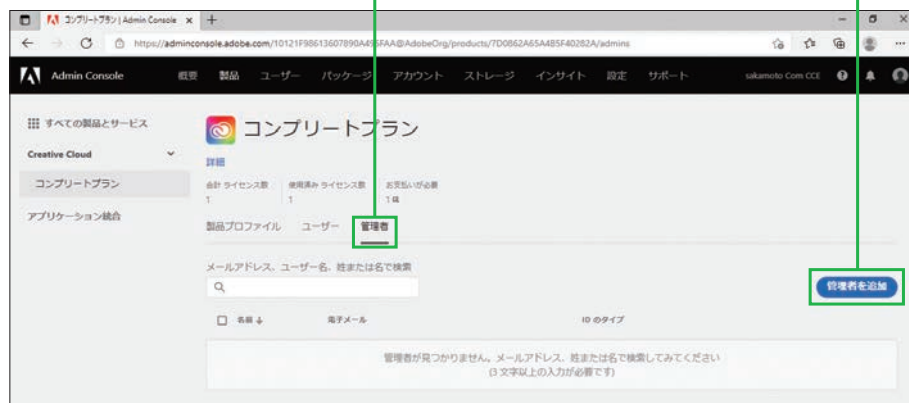 コンプリートプラン | Admin Console
https://adminconsole.adobe.com/10121F98613607890A495FAA@AdobeOrg/products/7D0862A65A4B5F40282A/admins
Admin Console 概要 製品 ユーザー パッケージ アカウント ストレージ インサイト 設定 サポート sakamoto Com CCE
すべての製品とサービス
Creative Cloud
コンプリートプラン
アプリケーション統合
コンプリートプラン
詳細
合計 ライセンス数 使用済み ライセンス数 お支払いが必要
1 1 1 個
製品プロファイル ユーザー 管理者
メールアドレス、ユーザー名、姓または名で検索
管理者を追加
名前 ↓ 電子メール ID のタイプ
管理者が見つかりません。メールアドレス、姓または名で検索してみてください
(3 文字以上の入力が必要です)